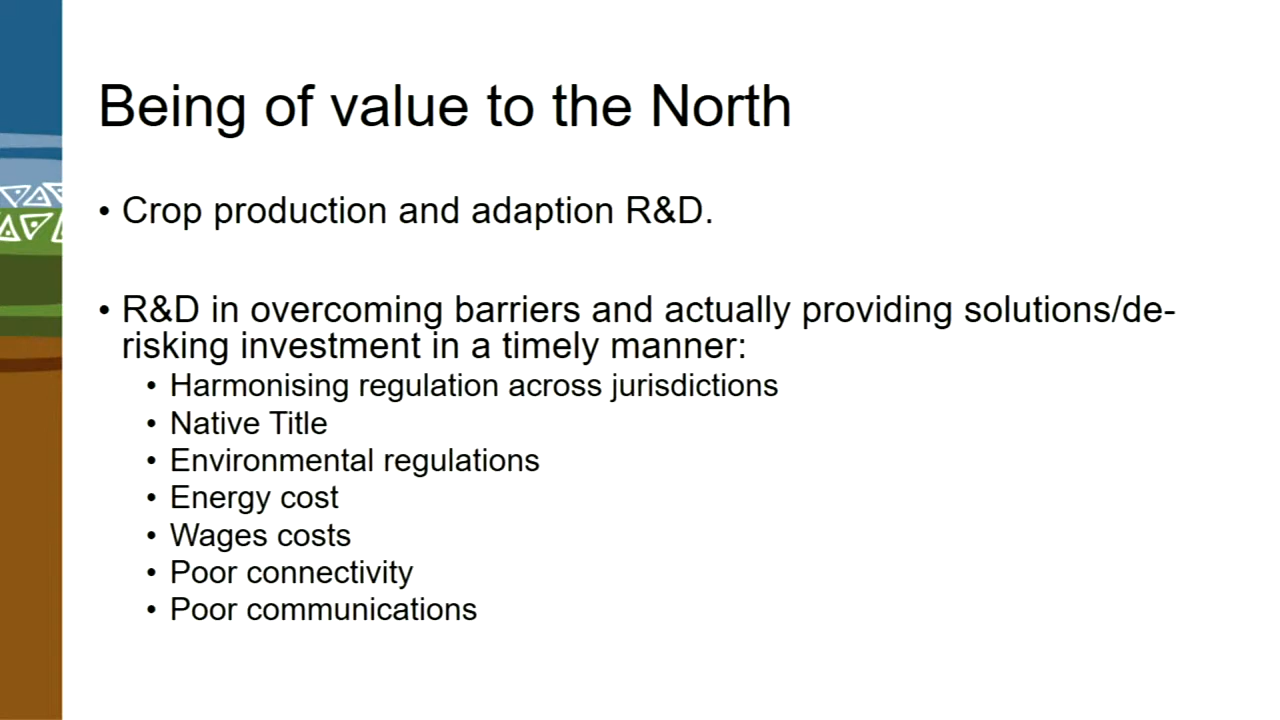 Being of value to the North
• Crop production and adaption R&D.
• R&D in overcoming barriers and actually providing solutions/de-
risking investment in a timely manner:
• Harmonising regulation across jurisdictions
• Native Title
• Environmental regulations
• Energy cost
• Wages costs
• Poor connectivity
• Poor communications